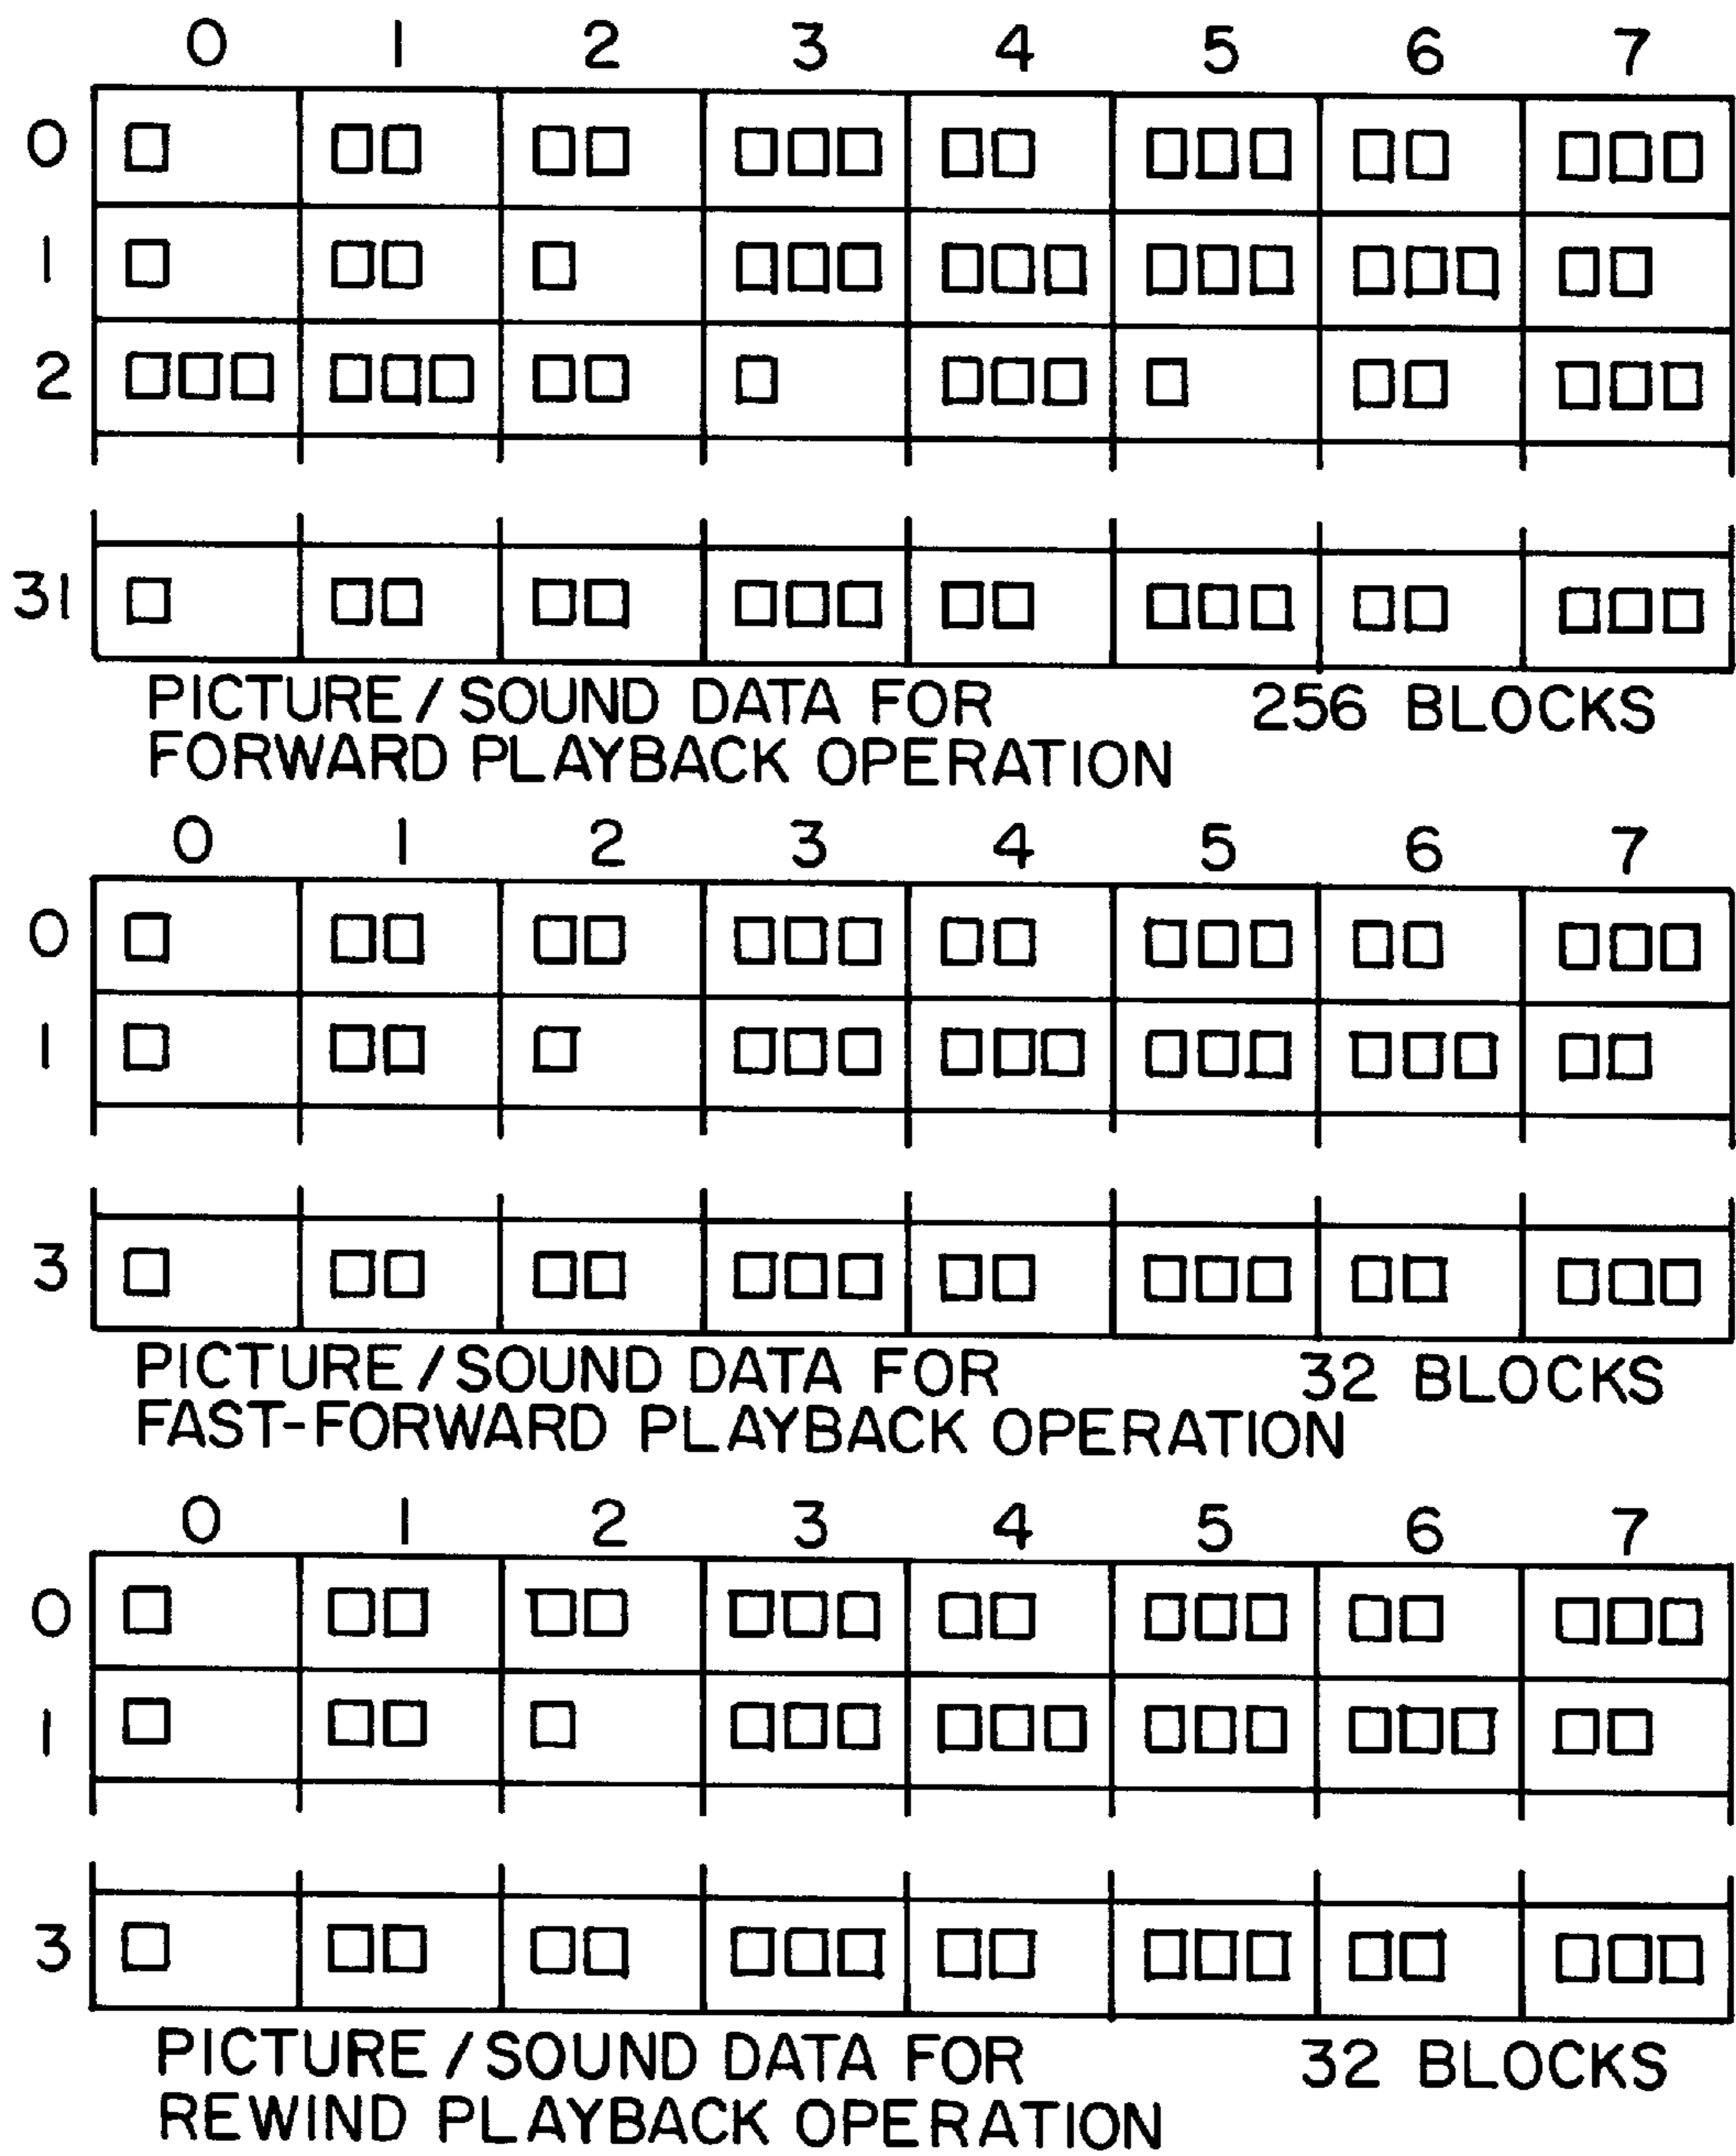 0 1 2 3 4 5 6 7
0
1
2
31
PICTURE/SOUND DATA FOR 256 BLOCKS
FORWARD PLAYBACK OPERATION
0 1 2 3 4 5 6 7
0
1
3
PICTURE/SOUND DATA FOR 32 BLOCKS
FAST-FORWARD PLAYBACK OPERATION
0 1 2 3 4 5 6 7
0
1
3
PICTURE/SOUND DATA FOR 32 BLOCKS
REWIND PLAYBACK OPERATION